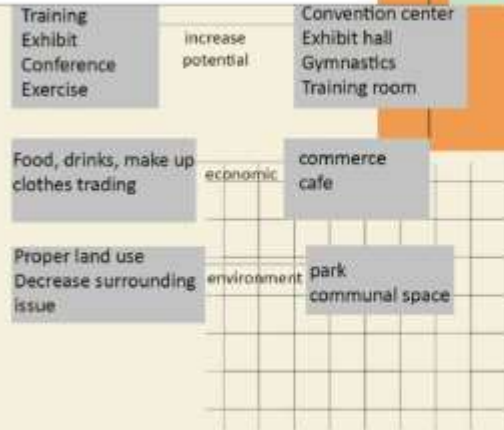 Training
Exhibit
Conference
Exercise
increase
potential
Convention center
Exhibit hall
Gymnastics
Training room
Food, drinks, make up
clothes trading
economic
commerce
cafe
Proper land use
Decrease surrounding
issue
environment
park
communal space